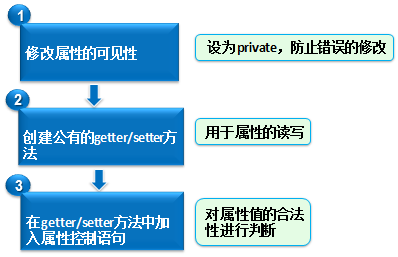 1
修改属性的可见性
设为private，防止错误的修改
2
创建公有的getter/setter方
法
用于属性的读写
3
在getter/setter方法中加
入属性控制语句
对属性值的合法
性进行判断